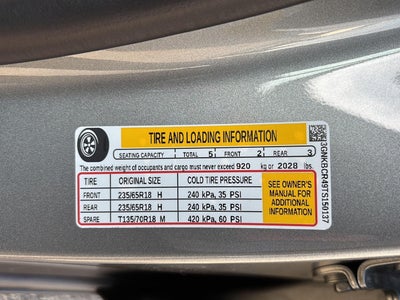 TIRE AND LOADING INFORMATION
SEATING CAPACITY TOTAL 5 FRONT 2 REAR 3
The combined weight of occupants and cargo must never exceed 920 kg or 2028 lbs.
TIRE ORIGINAL SIZE COLD TIRE PRESSURE
FRONT 235/65R18 H 240 kPa, 35 PSI
REAR 235/65R18 H 240 kPa, 35 PSI
SPARE T135/70R18 M 420 kPa, 60 PSI
SEE OWNER'S
MANUAL FOR
ADDITIONAL
INFORMATION